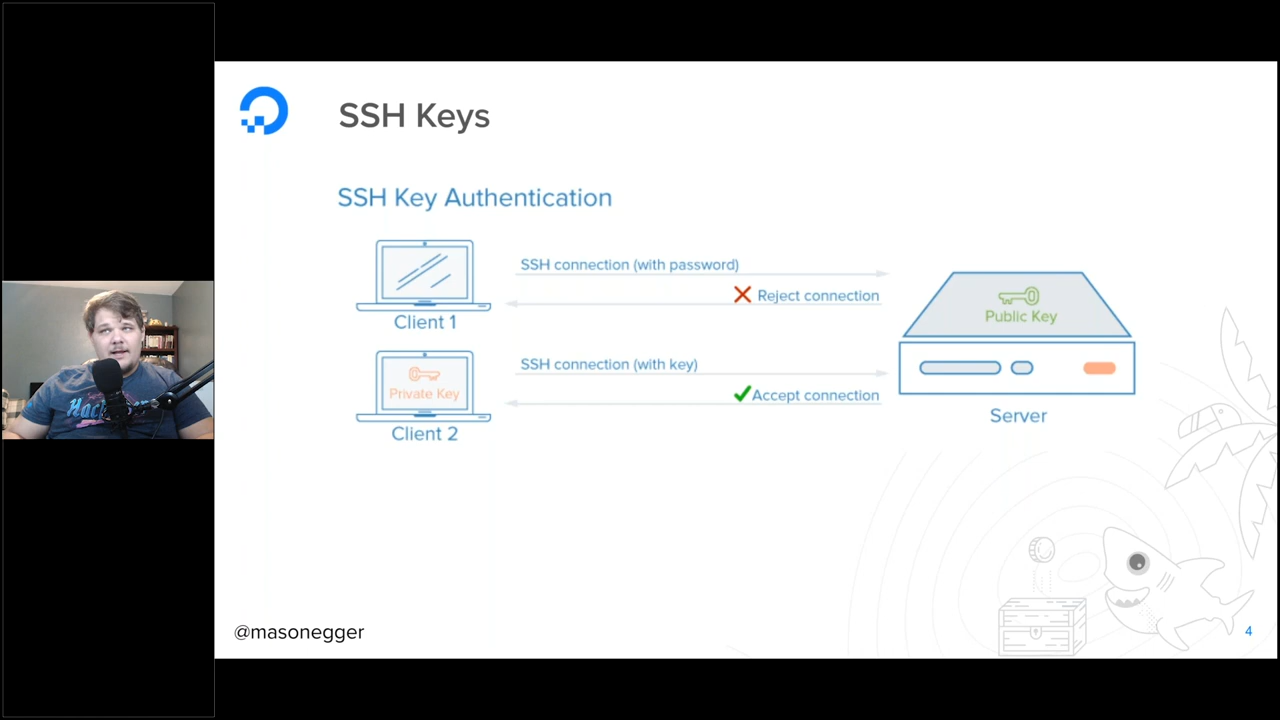 SSH Keys
SSH Key Authentication
SSH connection (with password)
Reject connection
Client 1
Public Key
SSH connection (with key)
Private Key
Accept connection
Client 2
Server
@masonegger
4